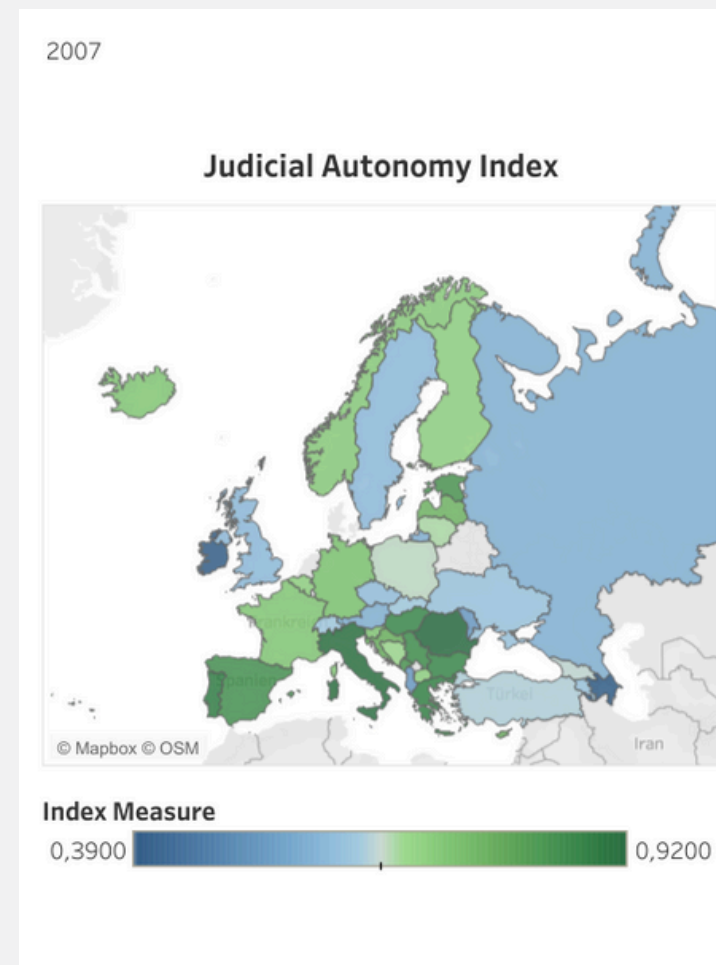 2007
Judicial Autonomy Index
Frankreich
Spanien
Türkei
Iran
© Mapbox © OSM
Index Measure
0,3900
0,9200